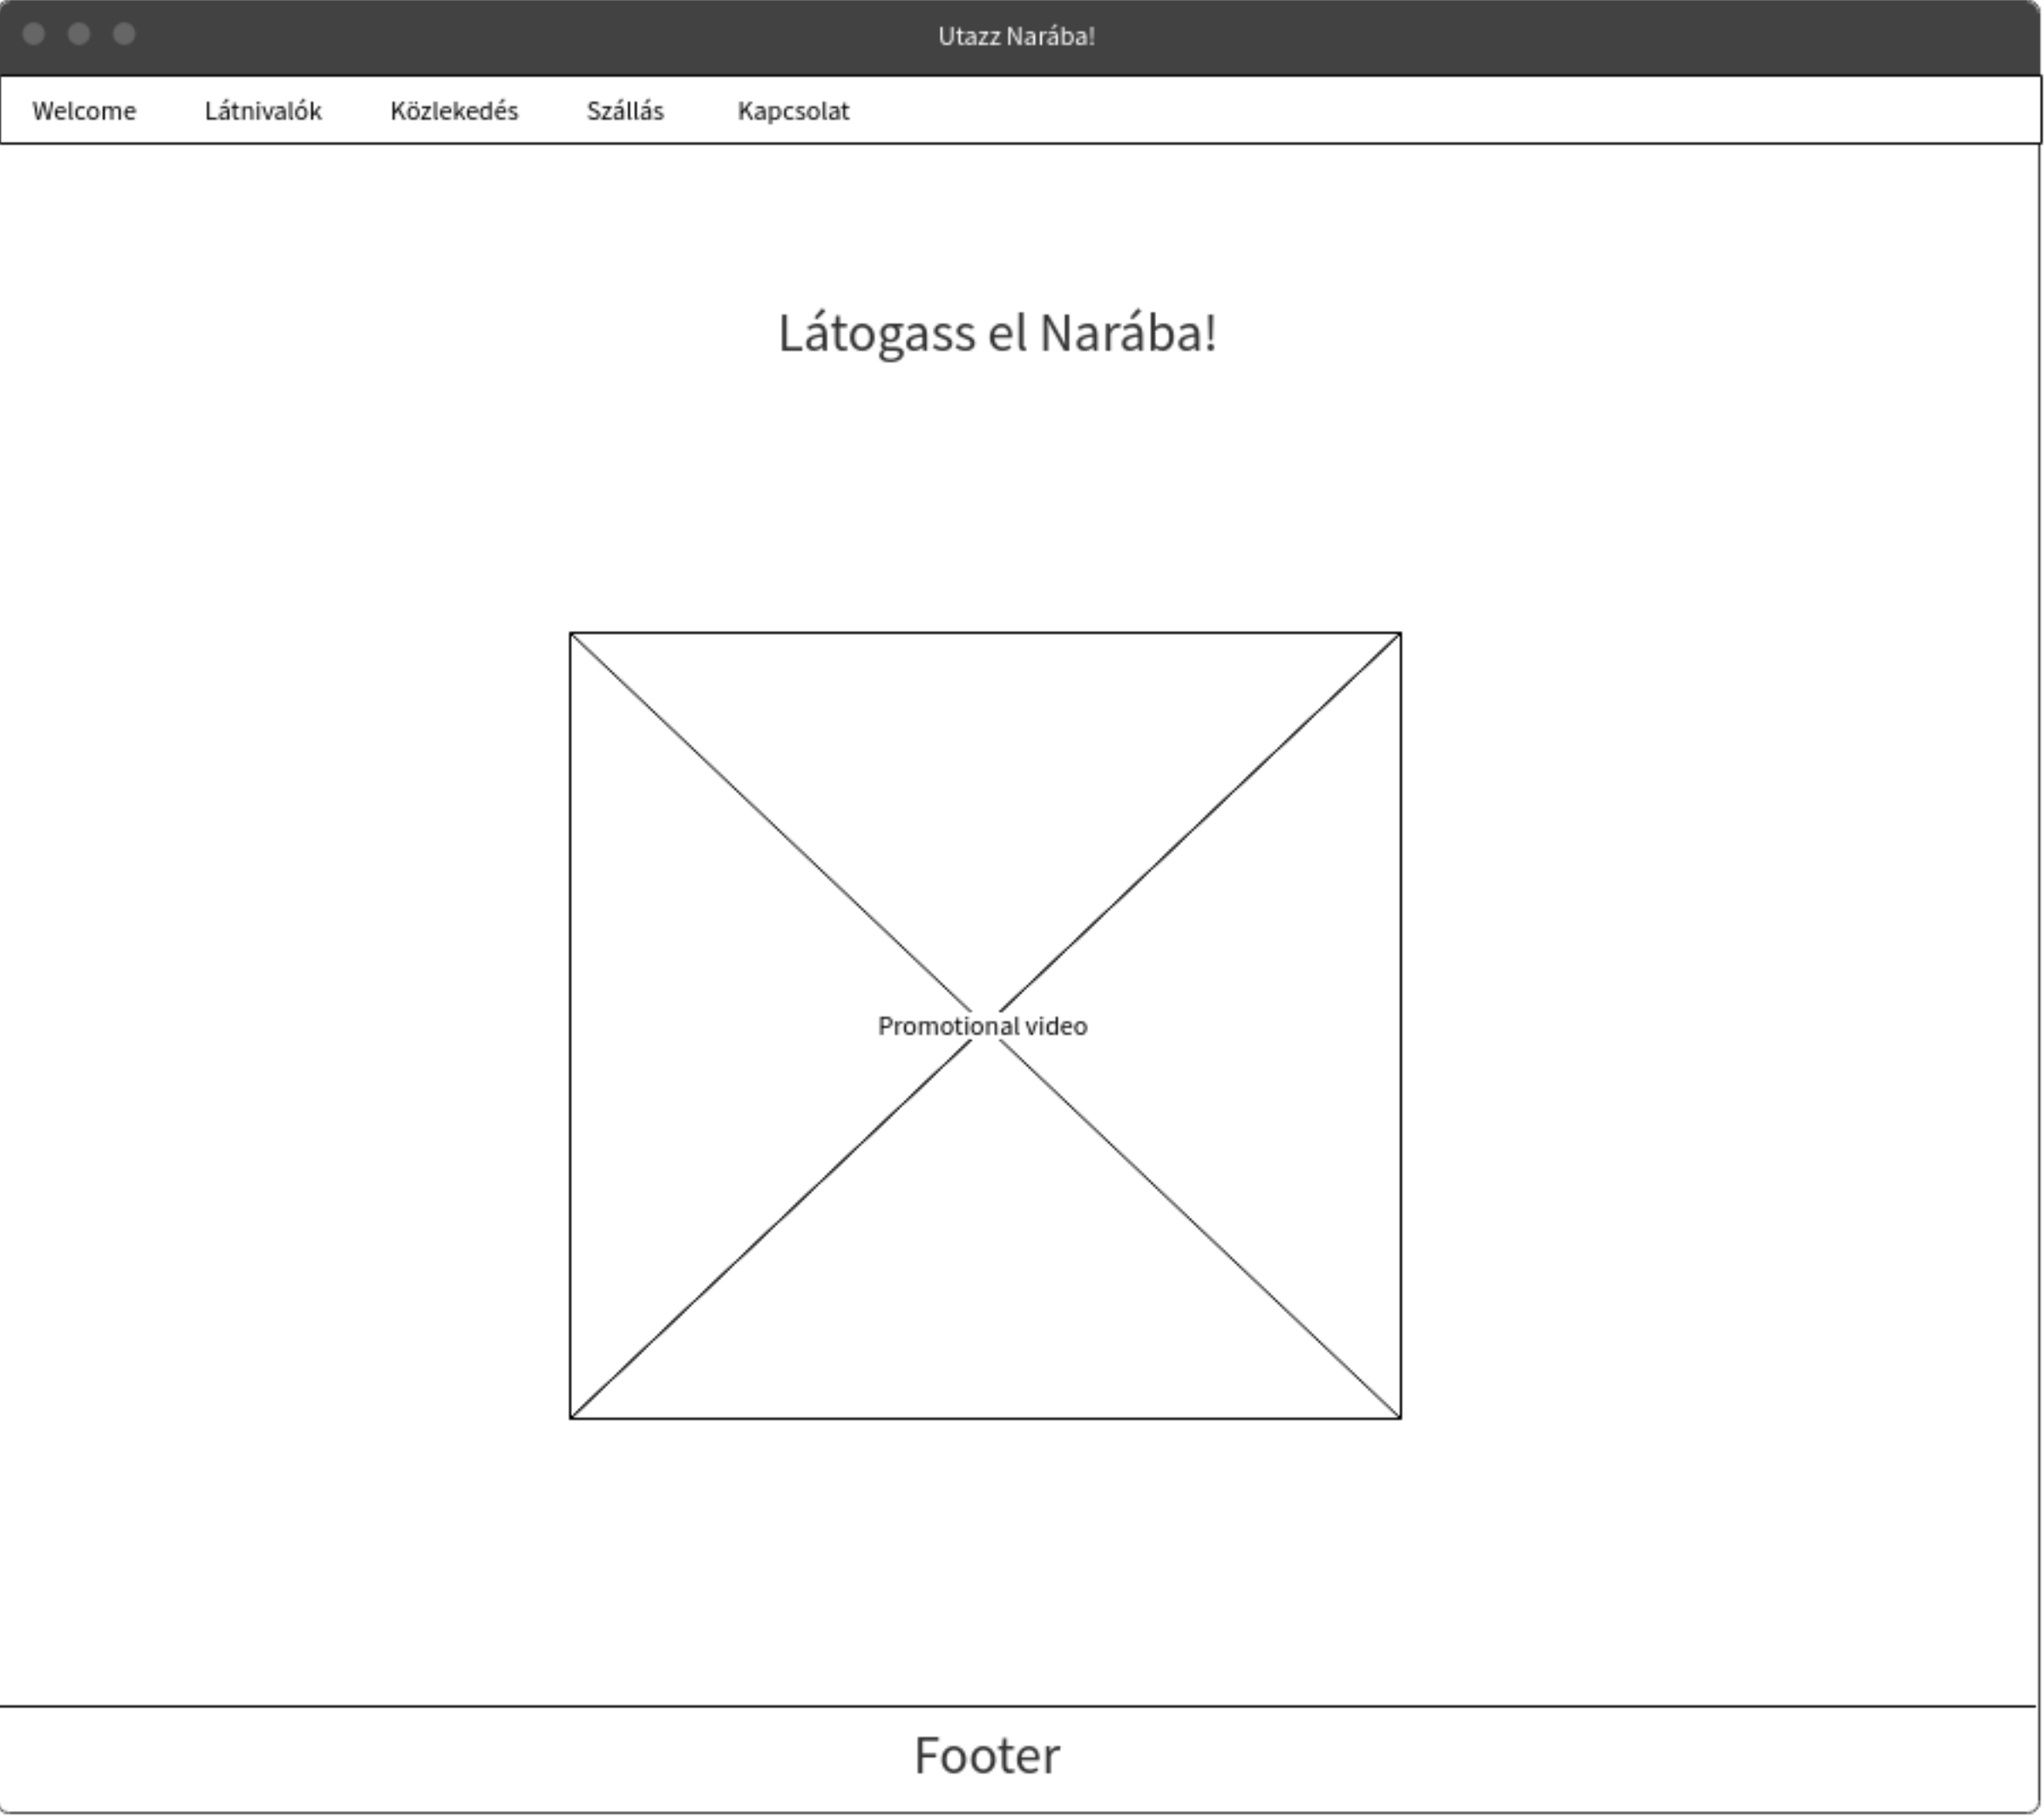 Utazz Narába!
Welcome Látnivalók Közlekedés Szállás Kapcsolat
Látogass el Narába!
Promotional video
Footer